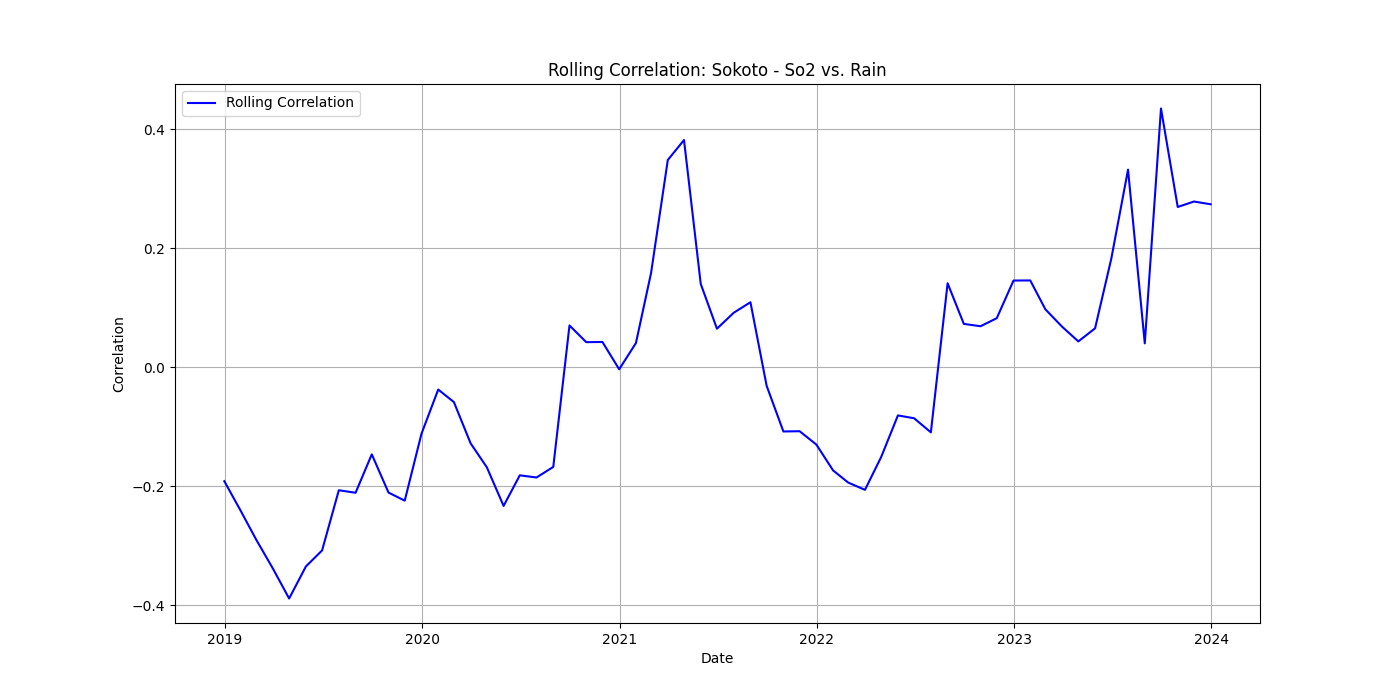 Rolling Correlation: Sokoto - So2 vs. Rain
Rolling Correlation
0.4
0.2
0.0
−0.2
−0.4
Correlation
2019 2020 2021 2022 2023 2024
Date